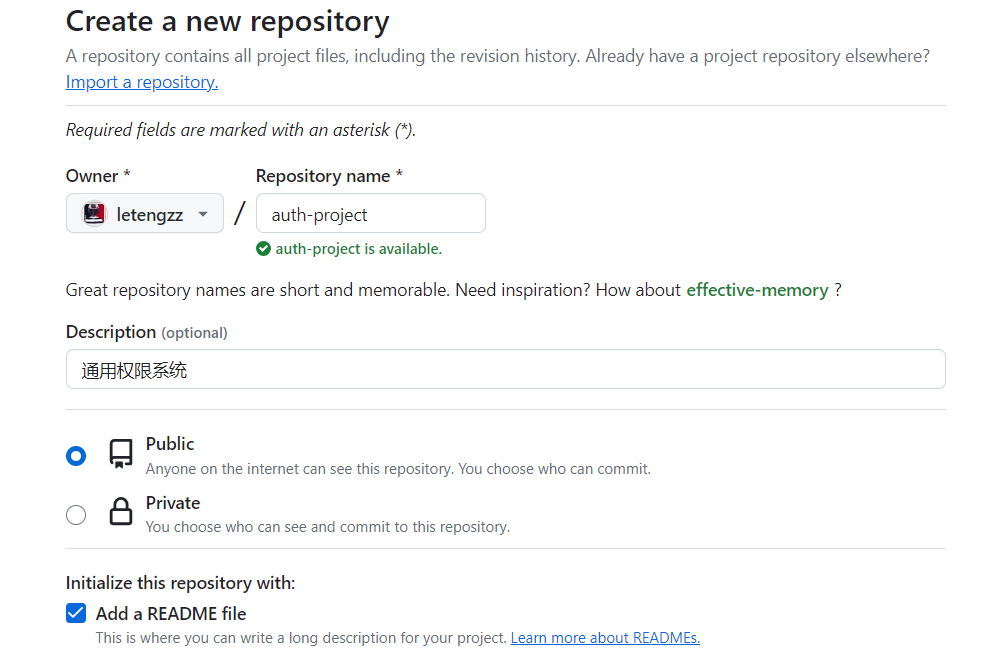 Create a new repository
A repository contains all project files, including the revision history. Already have a project repository elsewhere?
Import a repository.
Required fields are marked with an asterisk (*).
Owner *
Repository name *
letengzz
/
auth-project
auth-project is available.
Great repository names are short and memorable. Need inspiration? How about effective-memory ?
Description (optional)
通用权限系统
Public
Anyone on the internet can see this repository. You choose who can commit.
Private
You choose who can see and commit to this repository.
Initialize this repository with:
Add a README file
This is where you can write a long description for your project. Learn more about READMEs.